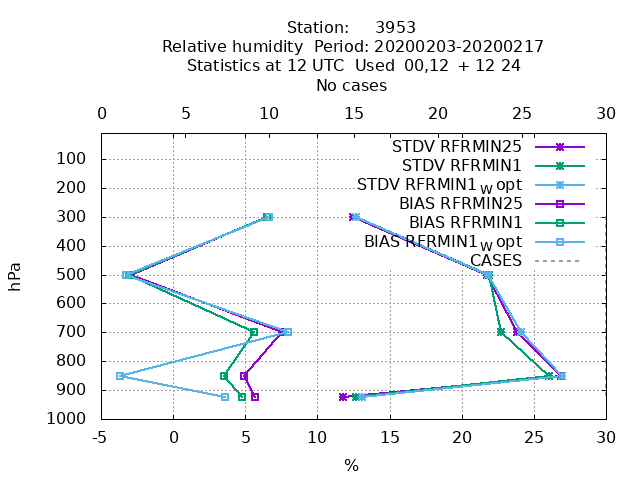 Station:     3953
Relative humidity  Period: 20200203-20200217
Statistics at 12 UTC  Used  00,12  + 12 24
No cases
0 5 10 15 20 25 30
STDV RFRMIN25
STDV RFRMIN1
STDV RFRMIN1_w opt
BIAS RFRMIN25
BIAS RFRMIN1
BIAS RFRMIN1_w opt
CASES
100
200
300
400
500
600
700
800
900
1000
hPa
-5 0 5 10 15 20 25 30
%